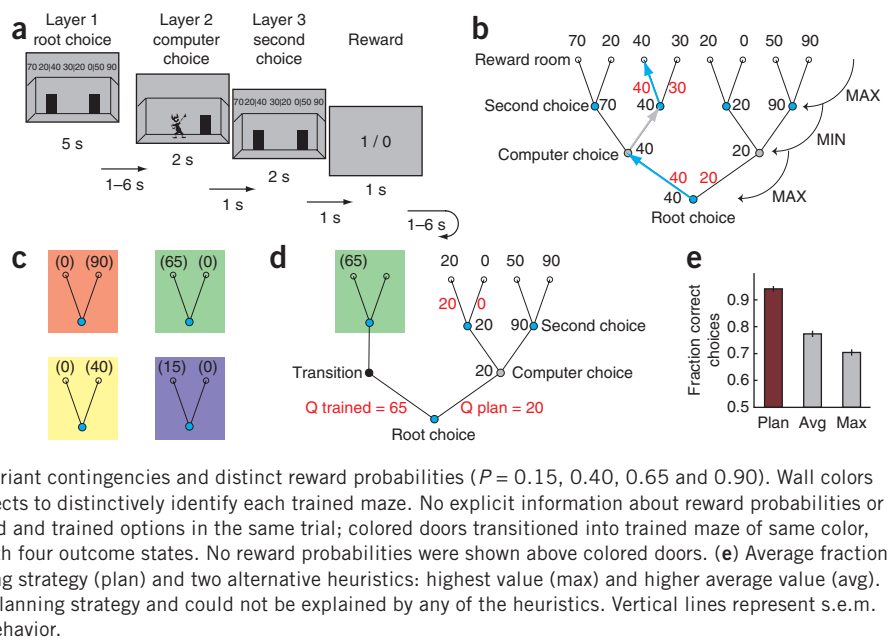 a
Layer 1
root choice
Layer 2
computer
choice
Layer 3
second
choice
Reward
70 20|40 30|20 0|50 90
5 s
2 s
70 20|40 30|20 0|50 90
2 s
1 / 0
1 s
1–6 s
1 s
1 s
1–6 s
b
70 20 40 30 20 0 50 90
Reward room
40 30
Second choice
70 40 20 90
MAX
MIN
Computer choice
40 20
40 20
MAX
40
Root choice
c
(0) (90)
(65) (0)
(0) (40)
(15) (0)
d
(65)
20 0 50 90
20 0
20 90 Second choice
Transition
20 Computer choice
Q trained = 65
Q plan = 20
Root choice
e
Fraction correct
choices
0.9
0.8
0.7
0.6
0.5
Plan Avg Max
riant contingencies and distinct reward probabilities (P = 0.15, 0.40, 0.65 and 0.90). Wall colors
ects to distinctively identify each trained maze. No explicit information about reward probabilities or
d and trained options in the same trial; colored doors transitioned into trained maze of same color,
h four outcome states. No reward probabilities were shown above colored doors. (e) Average fraction
ng strategy (plan) and two alternative heuristics: highest value (max) and higher average value (avg).
lanning strategy and could not be explained by any of the heuristics. Vertical lines represent s.e.m.
ehavior.